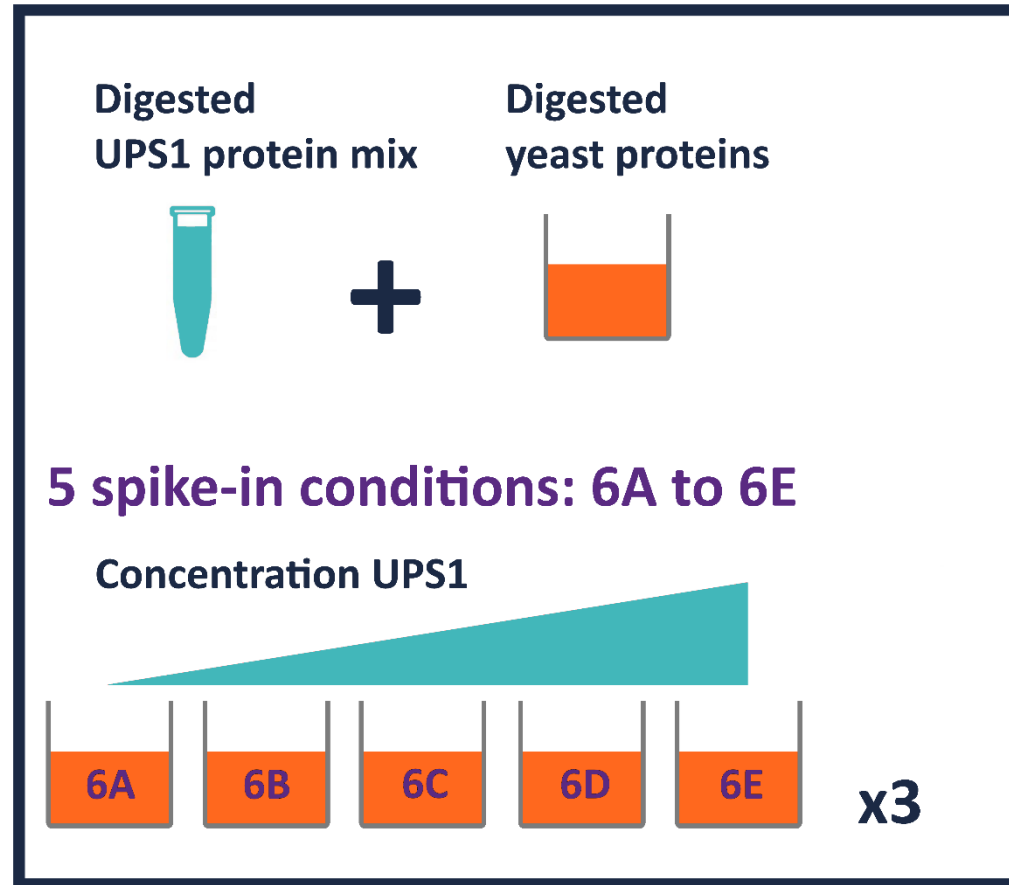 Digested
UPS1 protein mix
Digested
yeast proteins
5 spike-in conditions: 6A to 6E
Concentration UPS1
6A 6B 6C 6D 6E
x3